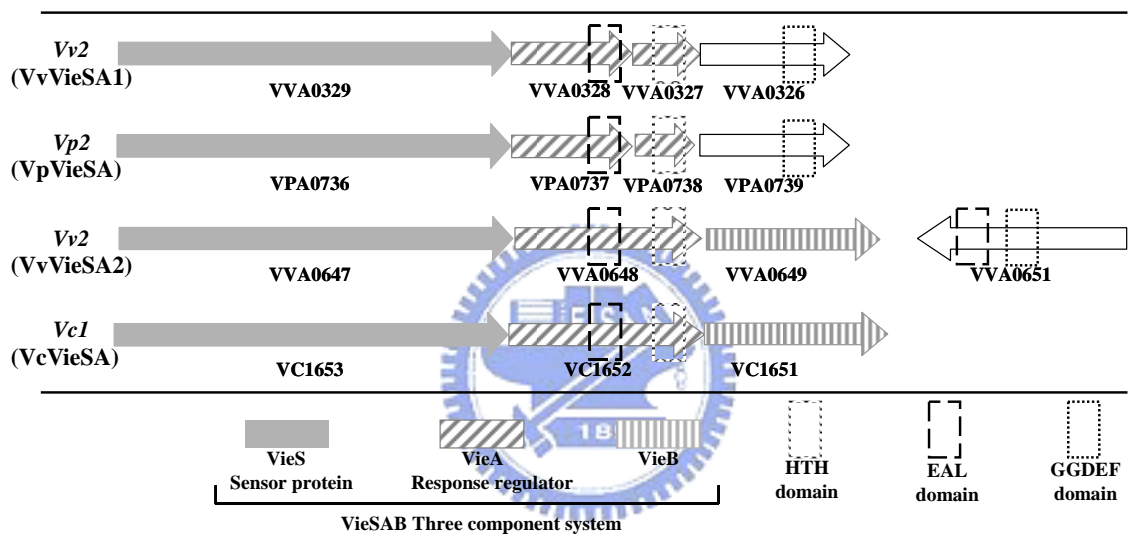 Vv2
(VvVieSA1)
VVA0329
VVA0328
VVA0327
VVA0326
Vp2
(VpVieSA)
VPA0736
VPA0737
VPA0738
VPA0739
Vv2
(VvVieSA2)
VVA0647
VVA0648
VVA0649
VVA0651
Vc1
(VcVieSA)
VC1653
VC1652
VC1651
VieS
Sensor protein
VieA
Response regulator
VieB
HTH
domain
EAL
domain
GGDEF
domain
VieSAB Three component system